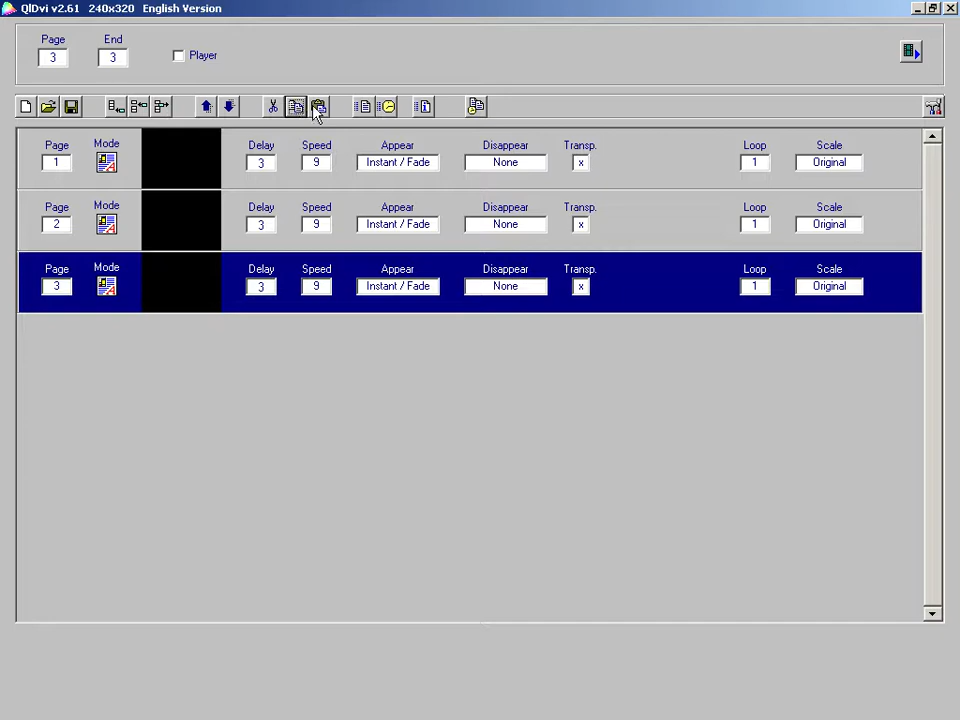 QlDvi v2.61 240x320 English Version
Page End
3 3 Player
Page Mode Delay Speed Appear Disappear Transp. Loop Scale
1 3 9 Instant / Fade None x 1 Original
Page Mode Delay Speed Appear Disappear Transp. Loop Scale
2 3 9 Instant / Fade None x 1 Original
Page Mode Delay Speed Appear Disappear Transp. Loop Scale
3 3 9 Instant / Fade None x 1 Original